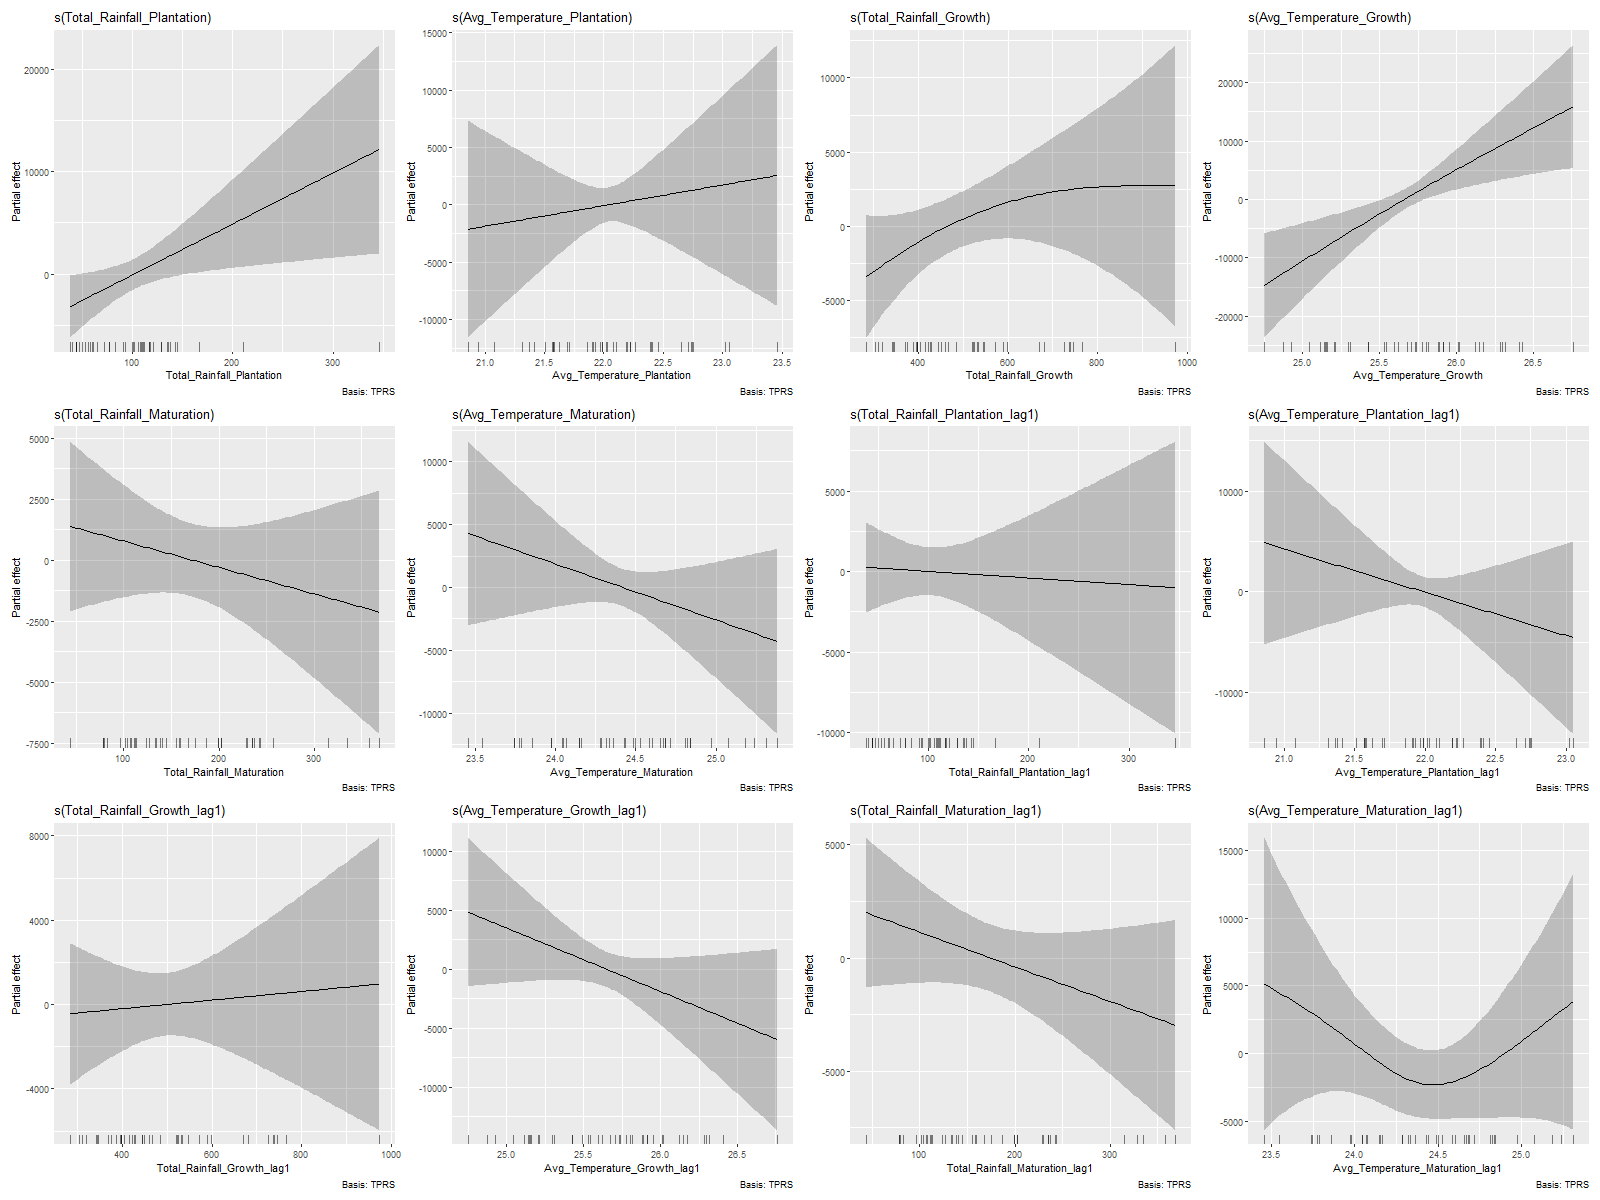 s(Total_Rainfall_Plantation)
20000
10000
0
Partial effect
100
200
300
Total_Rainfall_Plantation
Basis: TPRS
s(Avg_Temperature_Plantation)
15000
10000
5000
0
-5000
-10000
Partial effect
21.0
21.5
22.0
22.5
23.0
23.5
Avg_Temperature_Plantation
Basis: TPRS
s(Total_Rainfall_Growth)
10000
5000
0
-5000
Partial effect
400
600
800
1000
Total_Rainfall_Growth
Basis: TPRS
s(Avg_Temperature_Growth)
20000
10000
0
-10000
-20000
Partial effect
25.0
25.5
26.0
26.5
Avg_Temperature_Growth
Basis: TPRS
s(Total_Rainfall_Maturation)
5000
2500
0
-2500
-5000
-7500
Partial effect
100
200
300
Total_Rainfall_Maturation
Basis: TPRS
s(Avg_Temperature_Maturation)
10000
5000
0
-5000
-10000
Partial effect
23.5
24.0
24.5
25.0
Avg_Temperature_Maturation
Basis: TPRS
s(Total_Rainfall_Plantation_lag1)
5000
0
-5000
-10000
Partial effect
100
200
300
Total_Rainfall_Plantation_lag1
Basis: TPRS
s(Avg_Temperature_Plantation_lag1)
10000
0
-10000
Partial effect
21.0
21.5
22.0
22.5
23.0
Avg_Temperature_Plantation_lag1
Basis: TPRS
s(Total_Rainfall_Growth_lag1)
8000
4000
0
-4000
Partial effect
400
600
800
1000
Total_Rainfall_Growth_lag1
Basis: TPRS
s(Avg_Temperature_Growth_lag1)
10000
5000
0
-5000
-10000
Partial effect
25.0
25.5
26.0
26.5
Avg_Temperature_Growth_lag1
Basis: TPRS
s(Total_Rainfall_Maturation_lag1)
5000
0
-5000
Partial effect
100
200
300
Total_Rainfall_Maturation_lag1
Basis: TPRS
s(Avg_Temperature_Maturation_lag1)
15000
10000
5000
0
-5000
Partial effect
23.5
24.0
24.5
25.0
Avg_Temperature_Maturation_lag1
Basis: TPRS